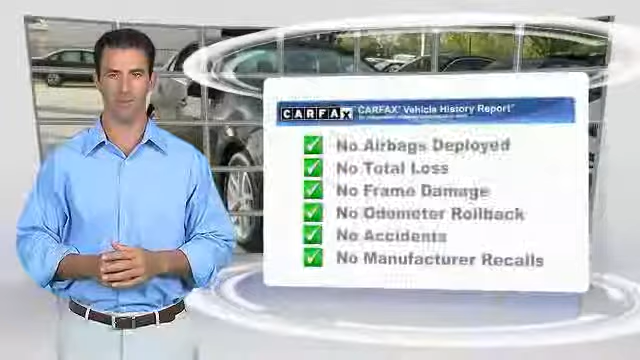 CARFAX CARFAX® Vehicle History Report™
No Airbags Deployed
No Total Loss
No Frame Damage
No Odometer Rollback
No Accidents
No Manufacturer Recalls